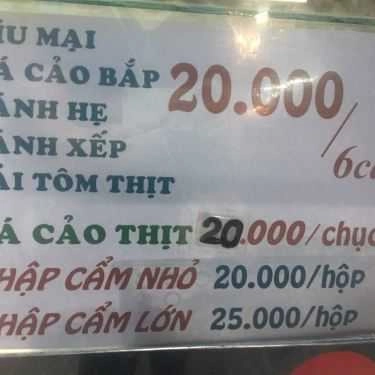 ÍU MẠI
Á CẢO BẮP 20.000/
ÁNH HẸ
ÁNH XẾP 6c
ÁI TÔM THỊT
Á CẢO THỊT 20.000/chục
HẬP CẨM NHỎ 20.000/hộp
HẬP CẨM LỚN 25.000/hộp